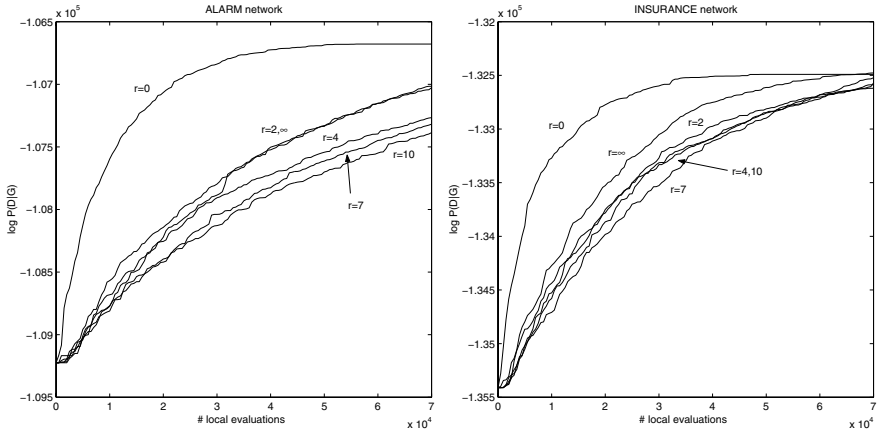 ALARM network
x 10^5
−1.065
−1.07
−1.075
−1.08
−1.085
−1.09
−1.095
log P(D|G)
r=0
r=2,∞
r=4
r=10
r=7
0
1
2
3
4
5
6
7
x 10^4
# local evaluations
INSURANCE network
x 10^5
−1.32
−1.325
−1.33
−1.335
−1.34
−1.345
−1.35
−1.355
log P(D|G)
r=0
r=2
r=∞
r=4,10
r=7
0
1
2
3
4
5
6
7
x 10^4
# local evaluations